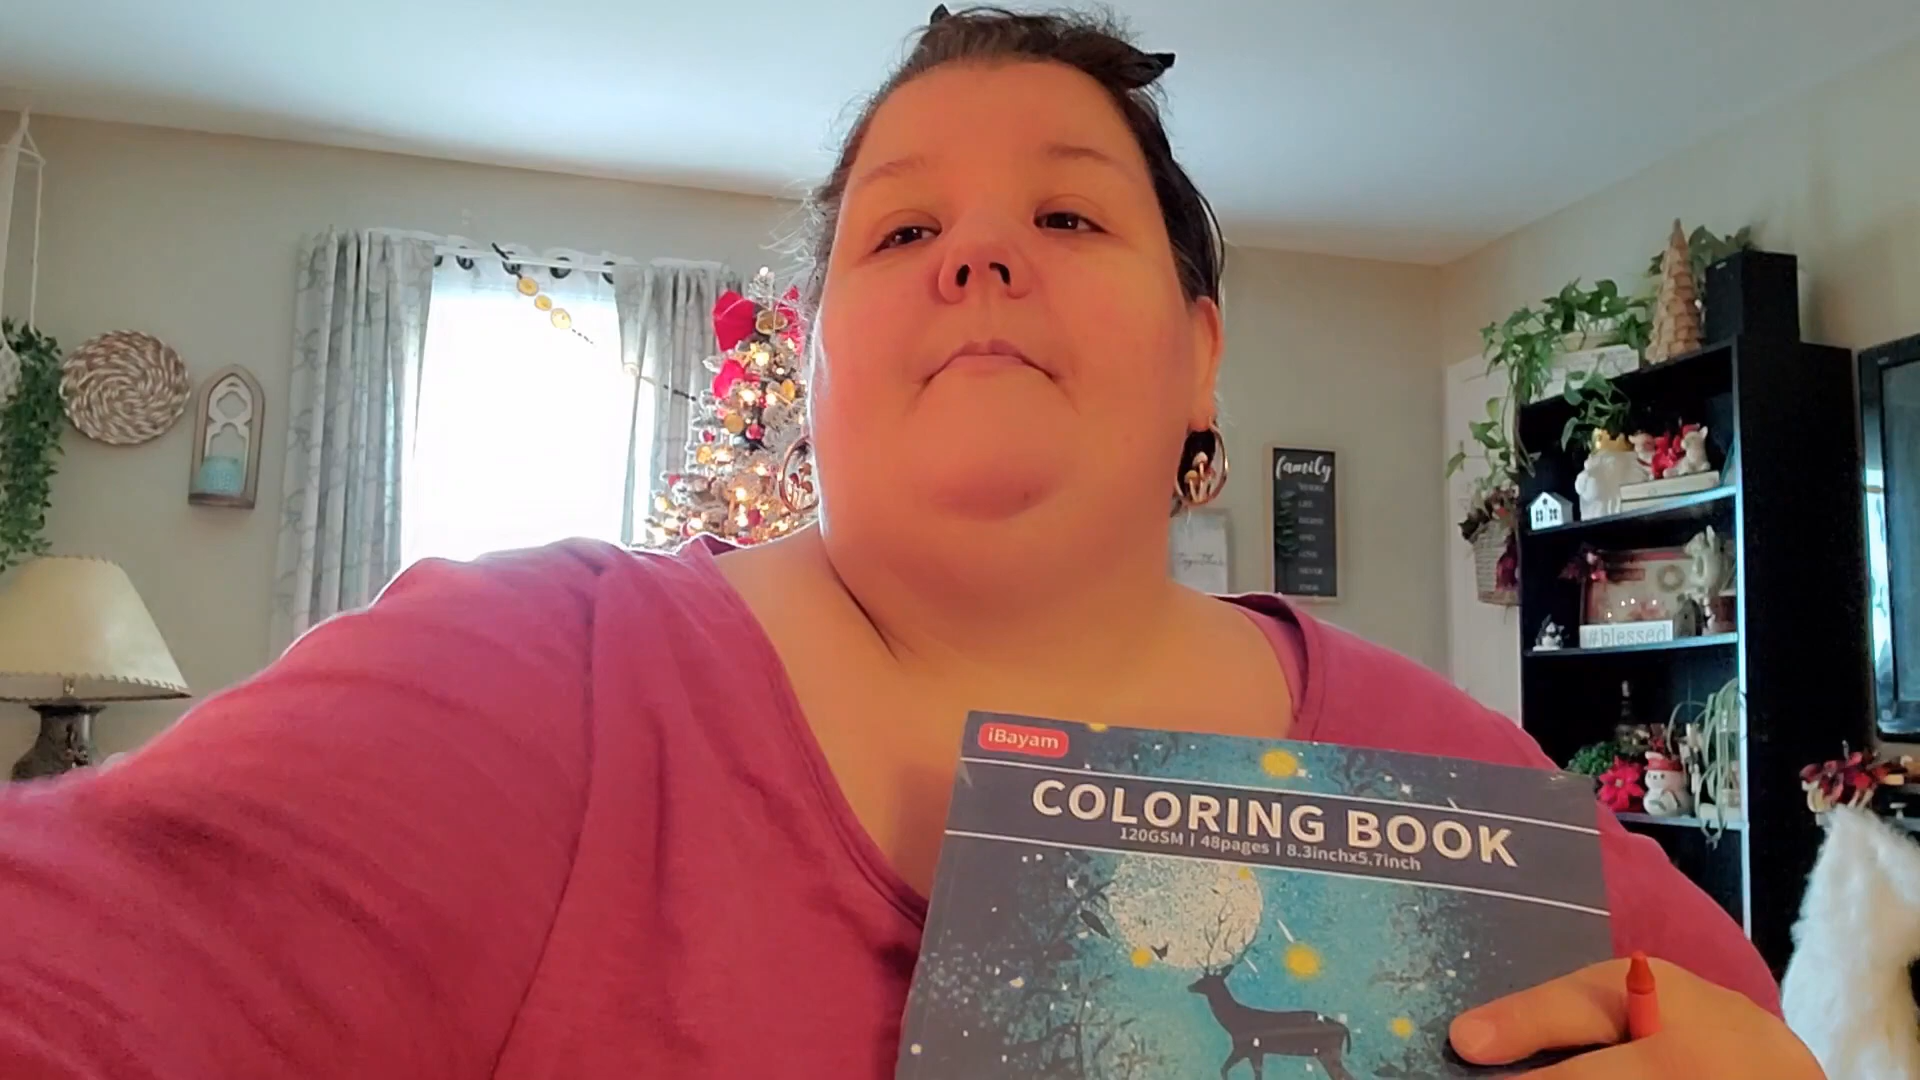 family
#blessed
iBayam
COLORING BOOK
120GSM | 48pages | 8.3inchx5.7inch